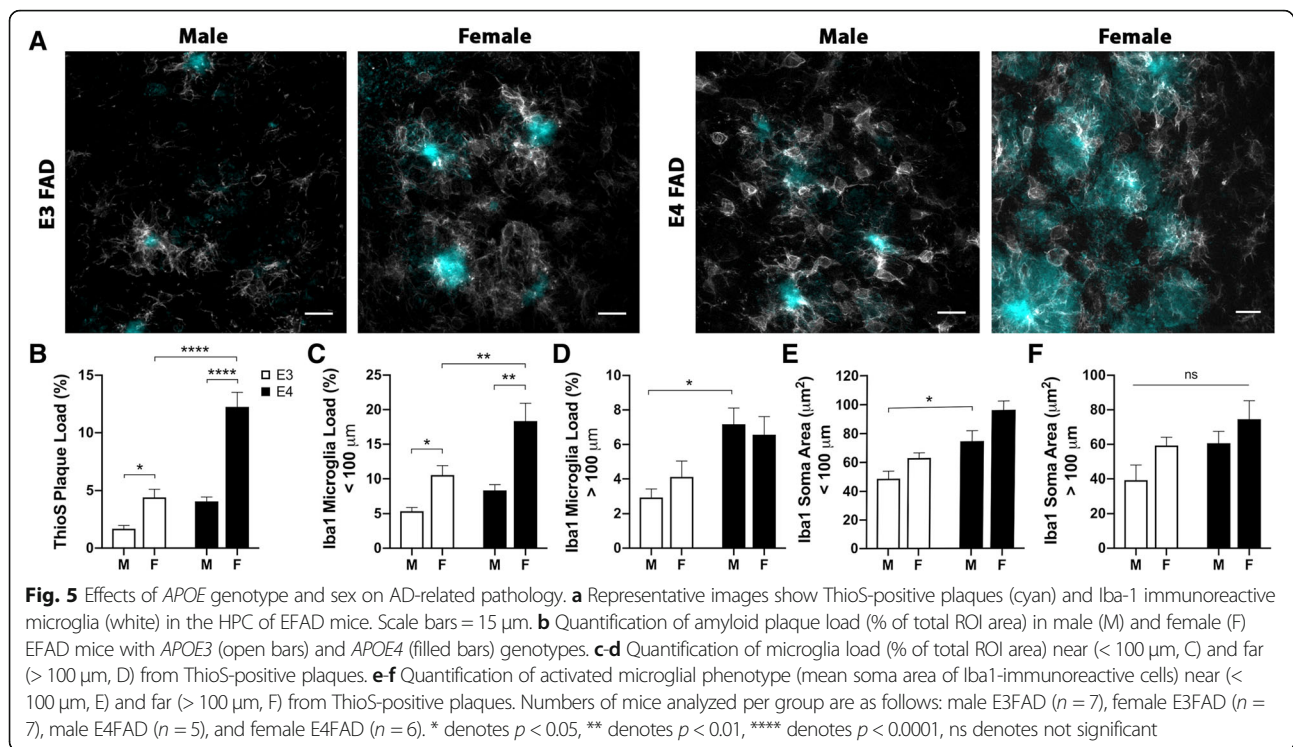 A
Male
Female
Male
Female
E3 FAD
E4 FAD
B
ThioS Plaque Load (%)
15
10
5
0
****
****
*
E3
E4
M F M F
C
Iba1 Microglia Load (%)
< 100 μm
25
20
15
10
5
0
**
**
*
M F M F
D
Iba1 Microglia Load (%)
> 100 μm
10
8
6
4
2
0
*
M F M F
E
Iba1 Soma Area (μm²)
< 100 μm
120
100
80
60
40
20
0
*
M F M F
F
Iba1 Soma Area (μm²)
> 100 μm
100
80
60
40
20
0
ns
M F M F
Fig. 5 Effects of APOE genotype and sex on AD-related pathology. a Representative images show ThioS-positive plaques (cyan) and Iba-1 immunoreactive
microglia (white) in the HPC of EFAD mice. Scale bars = 15 μm. b Quantification of amyloid plaque load (% of total ROI area) in male (M) and female (F)
EFAD mice with APOE3 (open bars) and APOE4 (filled bars) genotypes. c-d Quantification of microglia load (% of total ROI area) near (< 100 μm, C) and far
(> 100 μm, D) from ThioS-positive plaques. e-f Quantification of activated microglial phenotype (mean soma area of Iba1-immunoreactive cells) near (<
100 μm, E) and far (> 100 μm, F) from ThioS-positive plaques. Numbers of mice analyzed per group are as follows: male E3FAD (n = 7), female E3FAD (n =
7), male E4FAD (n = 5), and female E4FAD (n = 6). * denotes p < 0.05, ** denotes p < 0.01, **** denotes p < 0.0001, ns denotes not significant